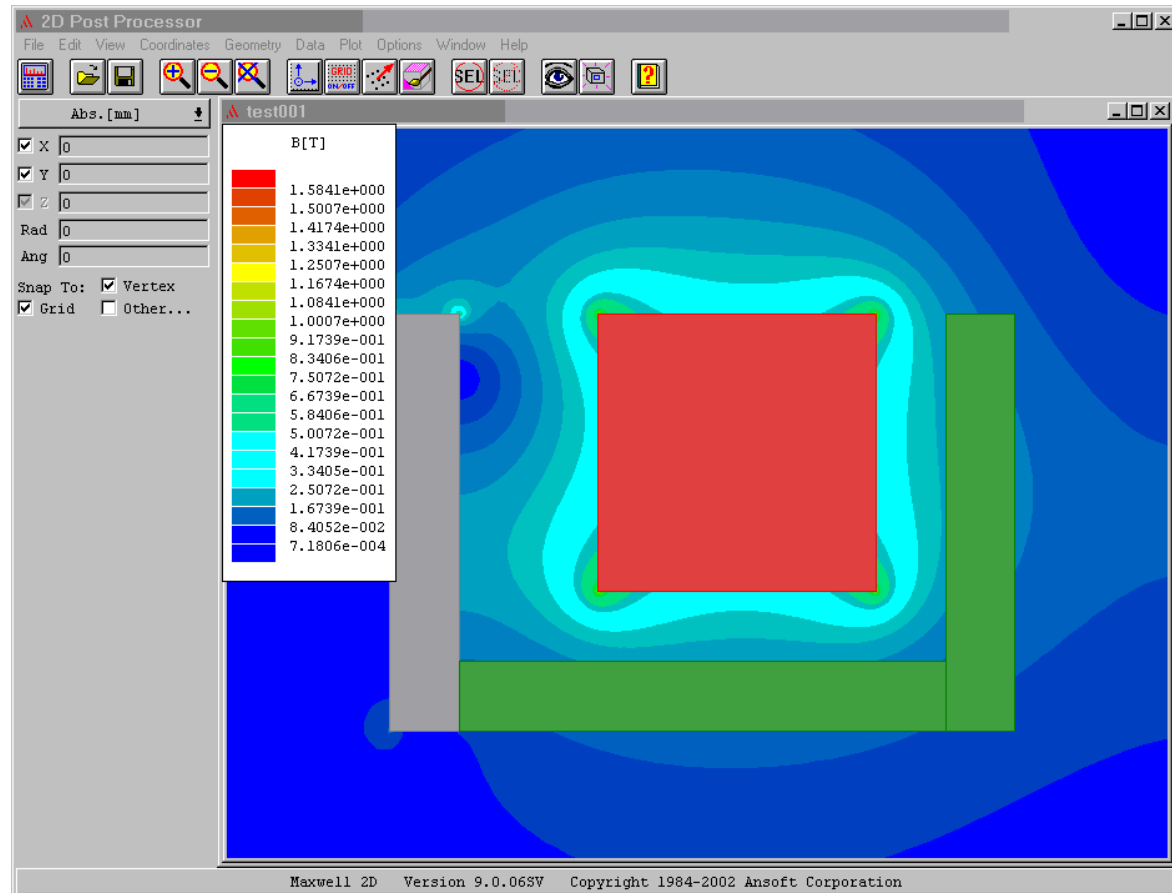 2D Post Processor
File Edit View Coordinates Geometry Data Plot Options Window Help
GRID
ON/OFF
SEL
SEL
?
Abs.[mm]
test001
X 0
Y 0
Z 0
Rad 0
Ang 0
Snap To: Vertex
Grid Other...
B[T]
1.5841e+000
1.5007e+000
1.4174e+000
1.3341e+000
1.2507e+000
1.1674e+000
1.0841e+000
1.0007e+000
9.1739e-001
8.3406e-001
7.5072e-001
6.6739e-001
5.8406e-001
5.0072e-001
4.1739e-001
3.3405e-001
2.5072e-001
1.6739e-001
8.4052e-002
7.1806e-004
Maxwell 2D Version 9.0.06SV Copyright 1984-2002 Ansoft Corporation